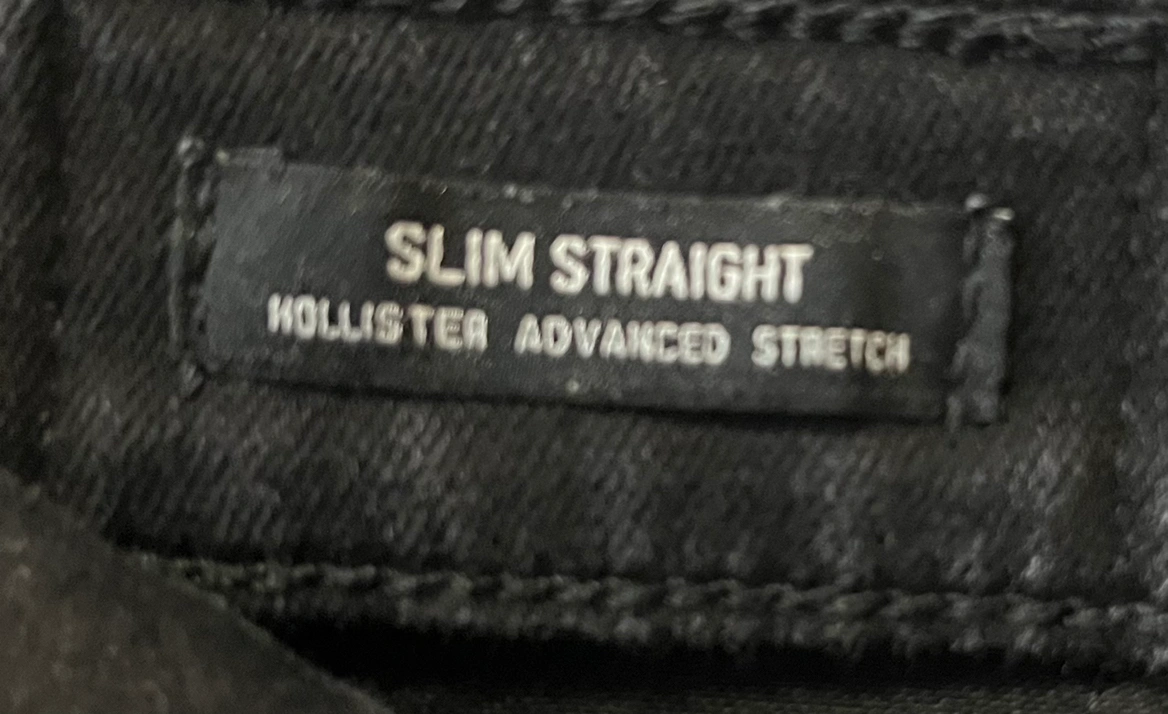 SLIM STRAIGHT
HOLLISTER ADVANCED STRETCH